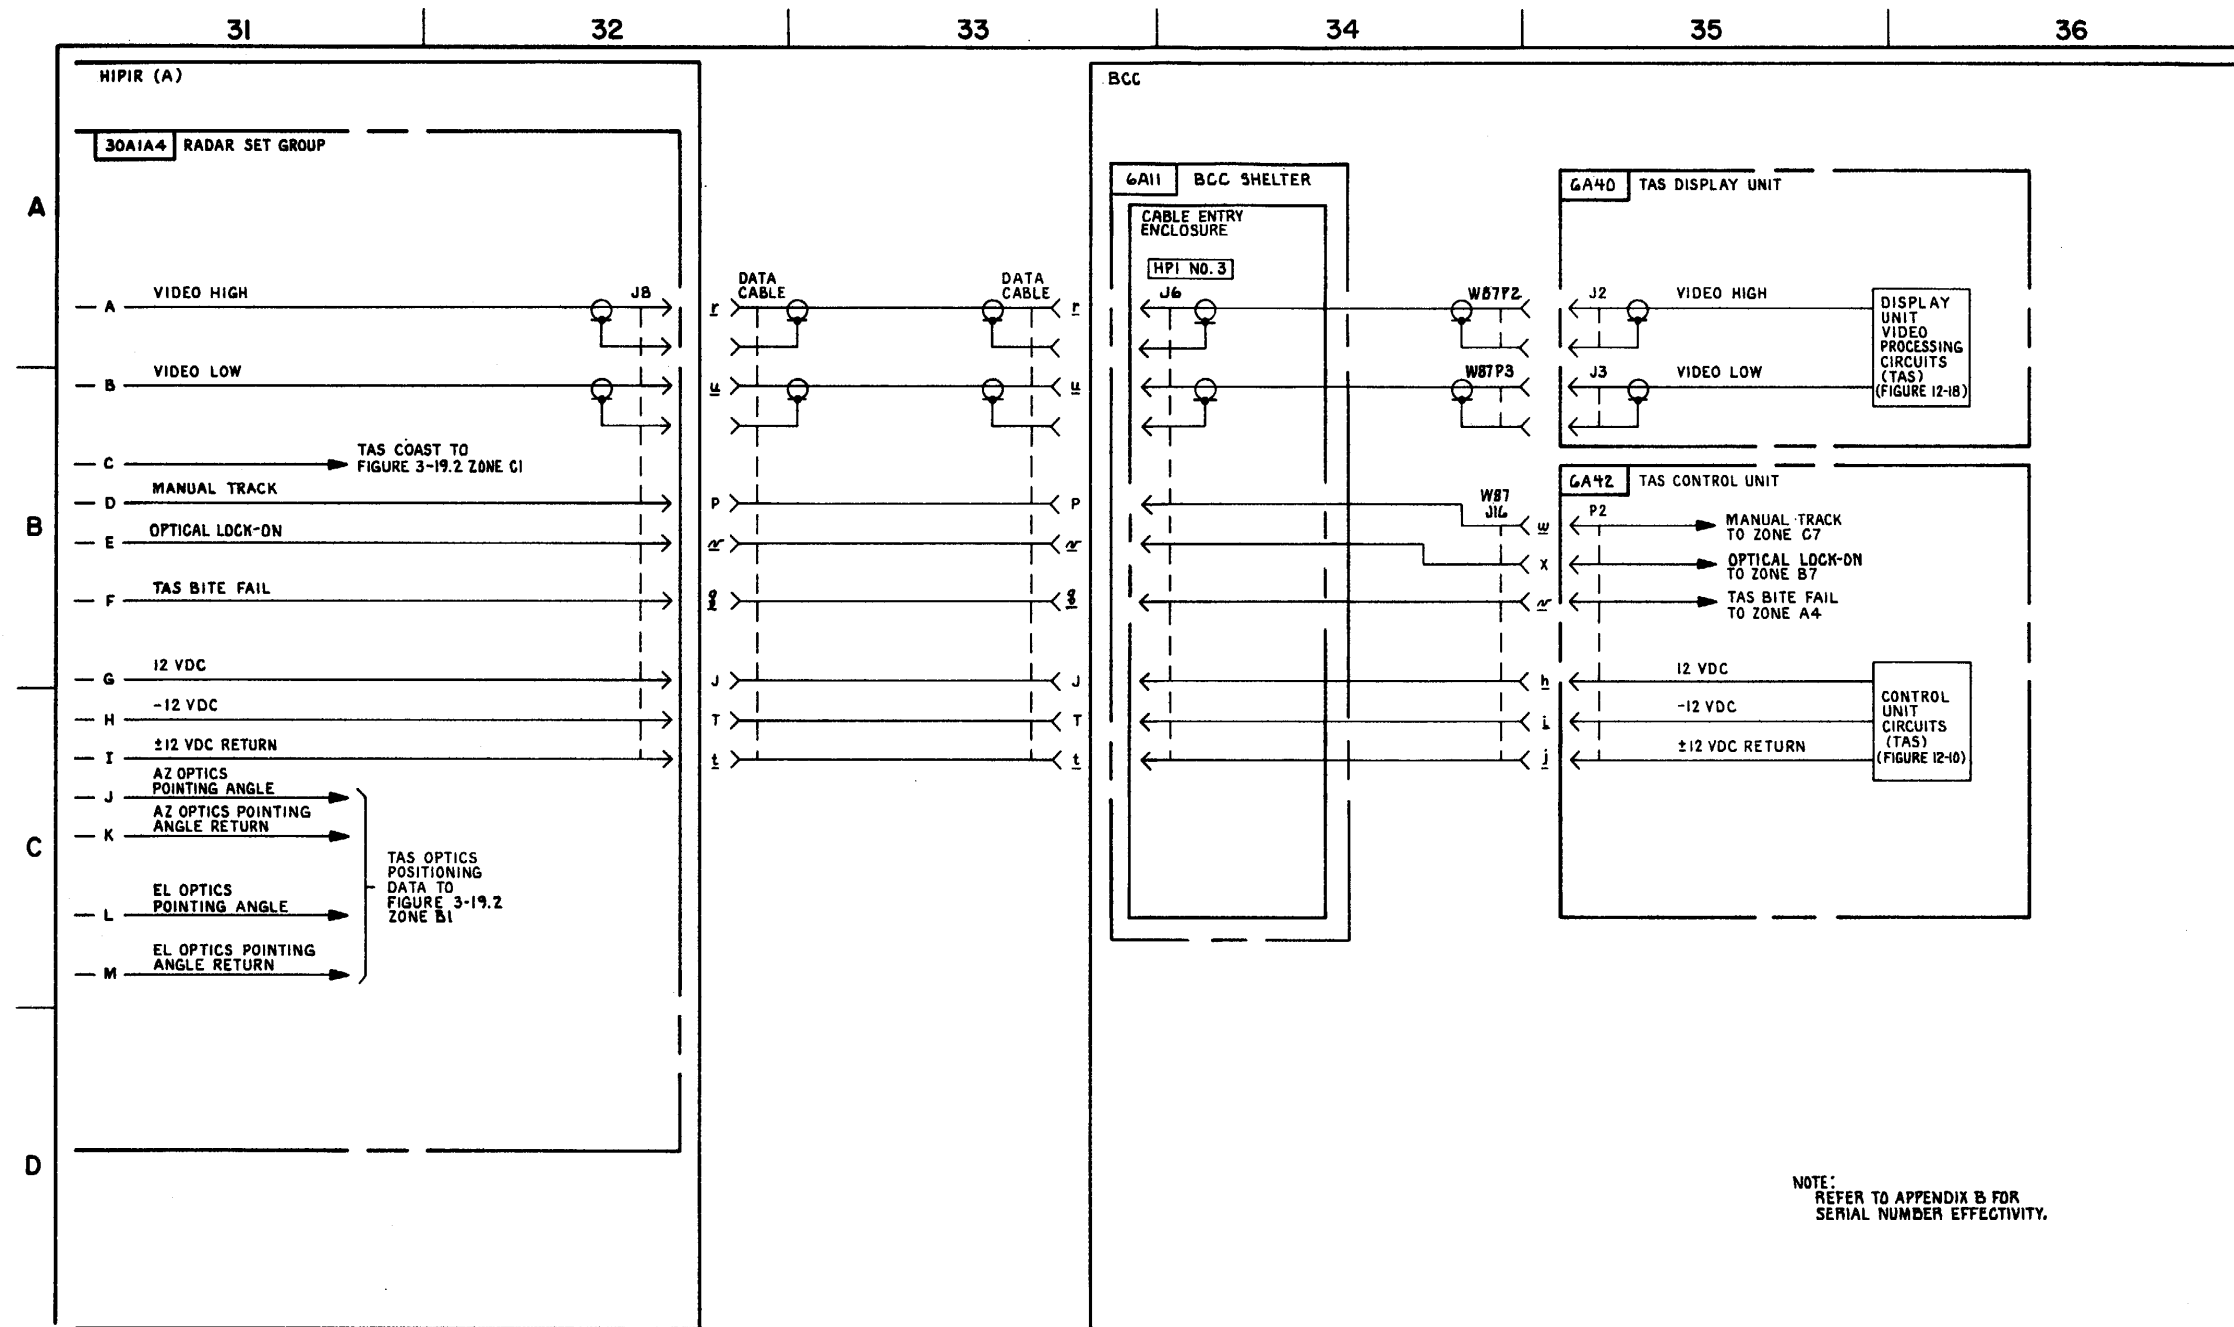 31 32 33 34 35 36
HIPIR (A)
30A1A4 RADAR SET GROUP
A
A VIDEO HIGH
J8
B VIDEO LOW
C TAS COAST TO
FIGURE 3-19.2 ZONE C1
B
D MANUAL TRACK
E OPTICAL LOCK-ON
F TAS BITE FAIL
G 12 VDC
H -12 VDC
I ±12 VDC RETURN
J AZ OPTICS
POINTING ANGLE
K AZ OPTICS POINTING
ANGLE RETURN
C
L EL OPTICS
POINTING ANGLE
M EL OPTICS POINTING
ANGLE RETURN
TAS OPTICS
POSITIONING
DATA TO
FIGURE 3-19.2
ZONE B1
D
DATA
CABLE
r
u
P
J
T
t
DATA
CABLE
r
u
P
J
T
t
BCC
6A11 BCC SHELTER
CABLE ENTRY
ENCLOSURE
HPI NO. 3
J6
W87P2
W87P3
W87
J16
w
X
v
h
i
j
6A40 TAS DISPLAY UNIT
J2 VIDEO HIGH
J3 VIDEO LOW
DISPLAY
UNIT
VIDEO
PROCESSING
CIRCUITS
(TAS)
(FIGURE 12-18)
6A42 TAS CONTROL UNIT
P2
MANUAL TRACK
TO ZONE C7
OPTICAL LOCK-ON
TO ZONE B7
TAS BITE FAIL
TO ZONE A4
12 VDC
-12 VDC
±12 VDC RETURN
CONTROL
UNIT
CIRCUITS
(TAS)
(FIGURE 12-10)
NOTE:
REFER TO APPENDIX B FOR
SERIAL NUMBER EFFECTIVITY.